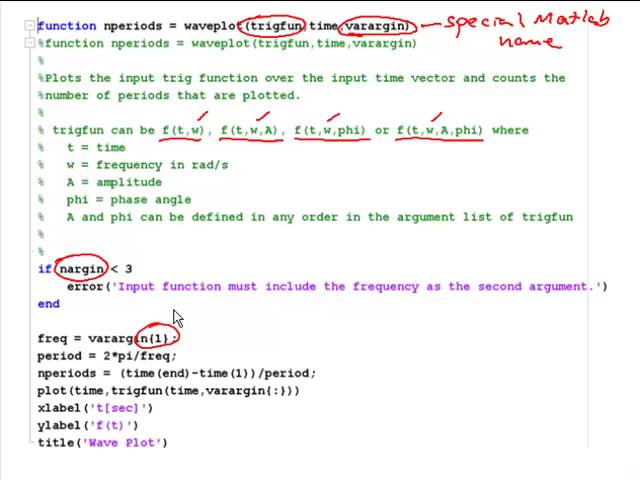 function nperiods = waveplot(trigfun,time,varargin)
special Matlab
name
%function nperiods = waveplot(trigfun,time,varargin)
%
%Plots the input trig function over the input time vector and counts the
%number of periods that are plotted.
%
% trigfun can be f(t,w), f(t,w,A), f(t,w,phi) or f(t,w,A,phi) where
%   t = time
%   w = frequency in rad/s
%   A = amplitude
%   phi = phase angle
%   A and phi can be defined in any order in the argument list of trigfun
%
%
if nargin < 3
error('Input function must include the frequency as the second argument.')
end
freq = varargin{1};
period = 2*pi/freq;
nperiods = (time(end)-time(1))/period;
plot(time,trigfun(time,varargin{:}))
xlabel('t[sec]')
ylabel('f(t)')
title('Wave Plot')